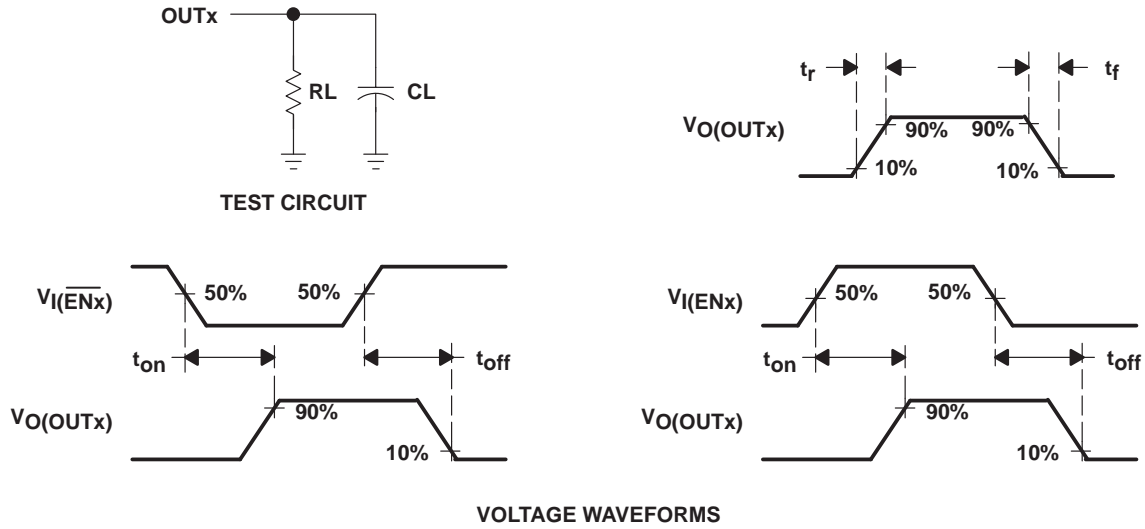 OUTx
RL
CL
TEST CIRCUIT
tr
tf
VO(OUTx)
90%
90%
10%
10%
VI(E̅N̅x̅)
50%
50%
ton
toff
VO(OUTx)
90%
10%
VI(ENx)
50%
50%
ton
toff
VO(OUTx)
90%
10%
VOLTAGE WAVEFORMS